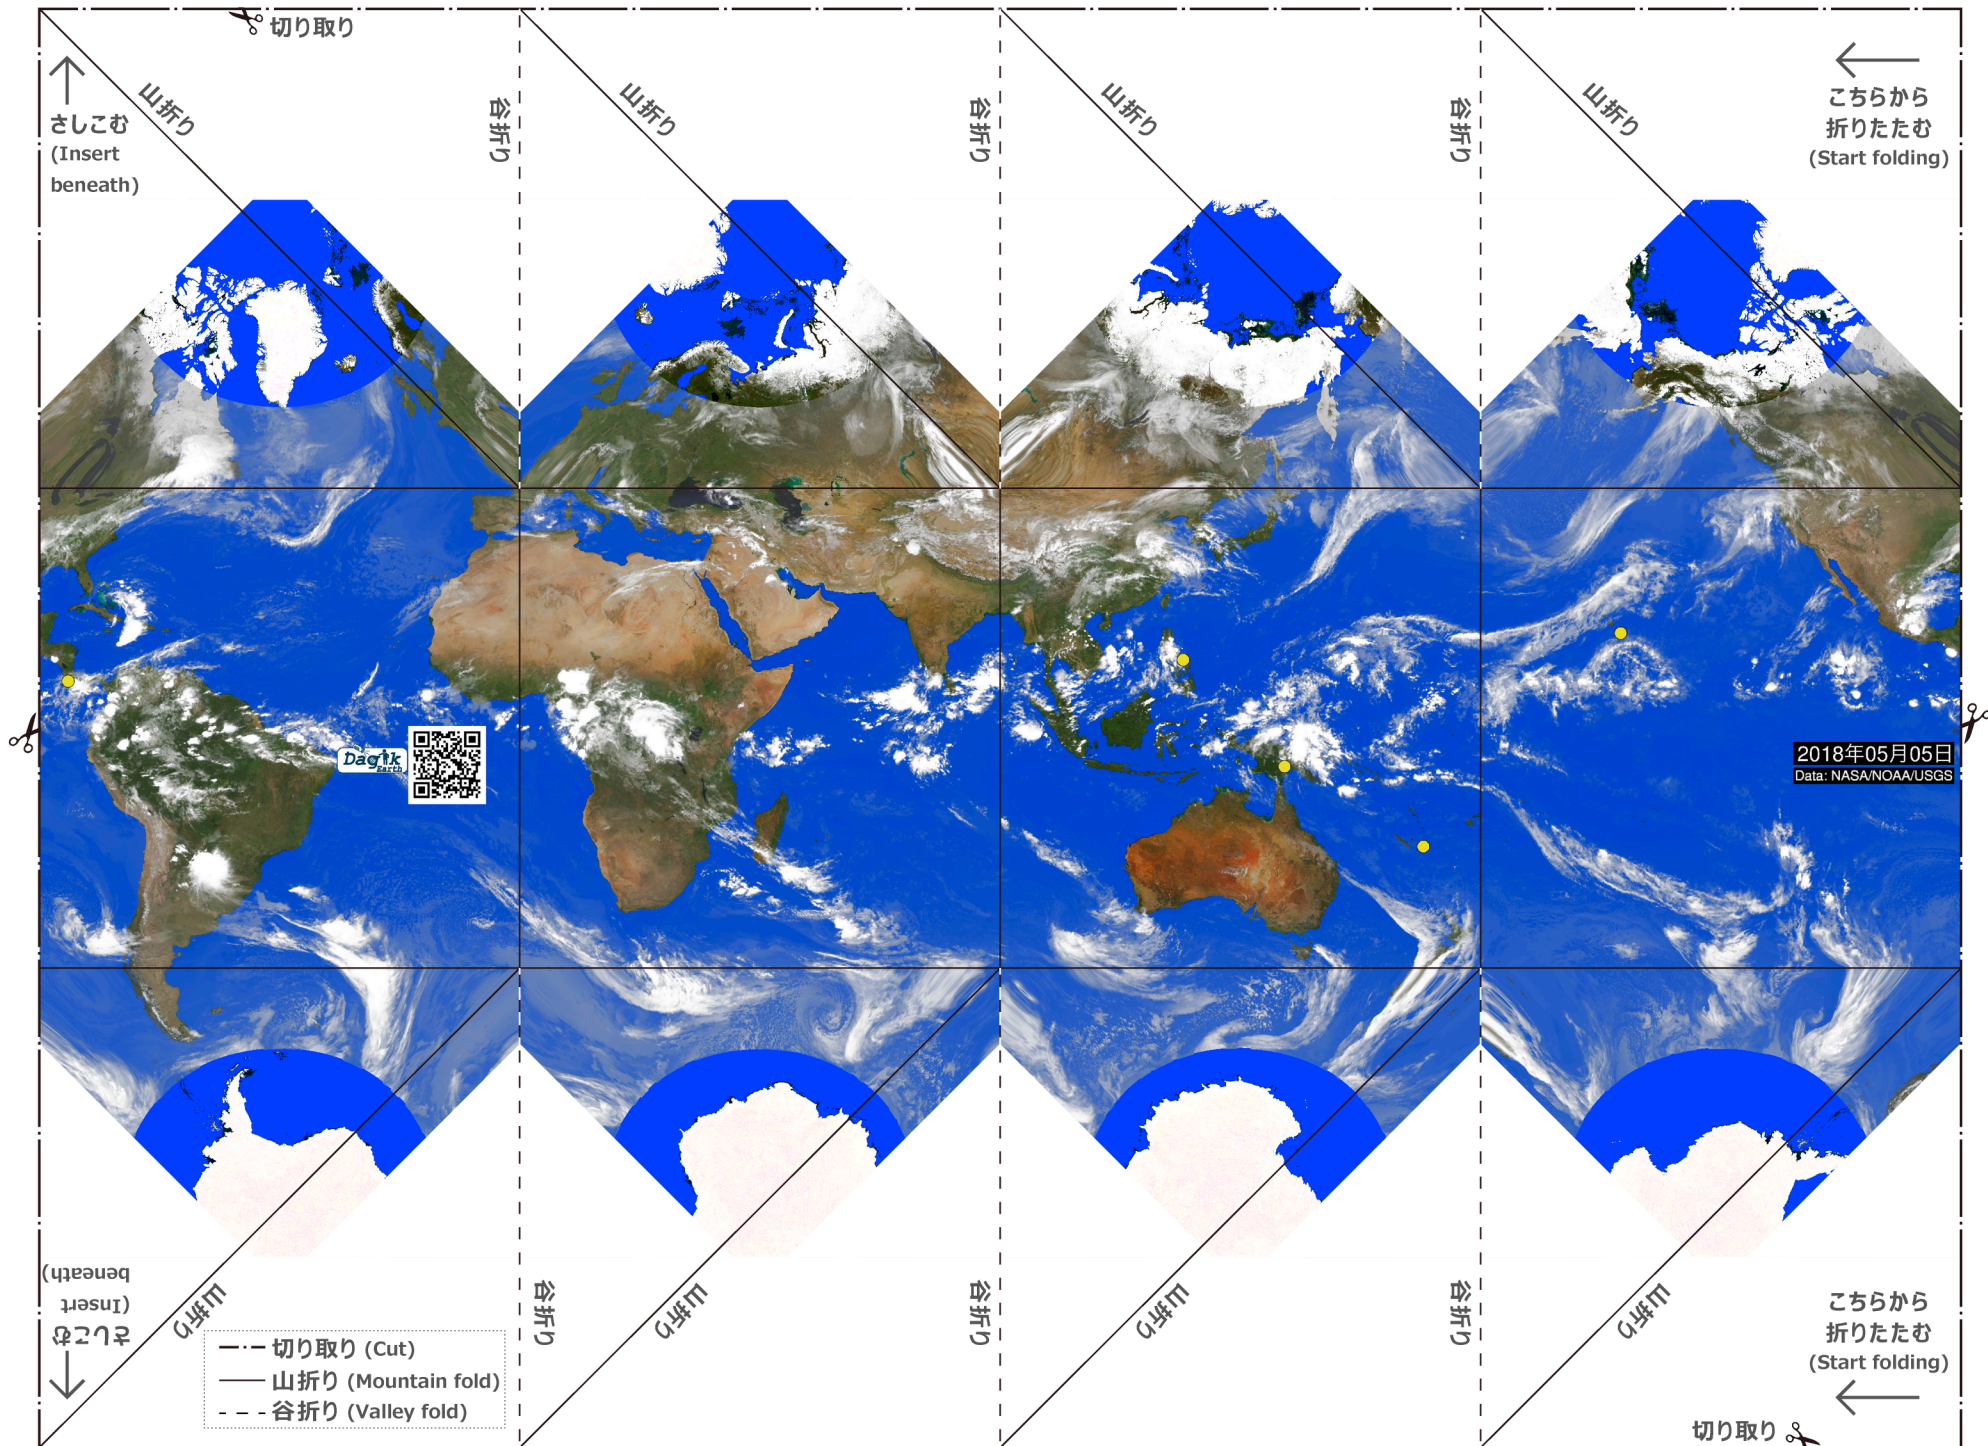 切り取り
さしこむ
(Insert
beneath)
山折り
谷折り
山折り
谷折り
山折り
谷折り
山折り
こちらから
折りたたむ
(Start folding)
Dagik
Earth
2018年05月05日
Data: NASA/NOAA/USGS
さしこむ
(Insert
beneath)
山折り
谷折り
山折り
谷折り
山折り
谷折り
山折り
こちらから
折りたたむ
(Start folding)
切り取り (Cut)
山折り (Mountain fold)
谷折り (Valley fold)
切り取り